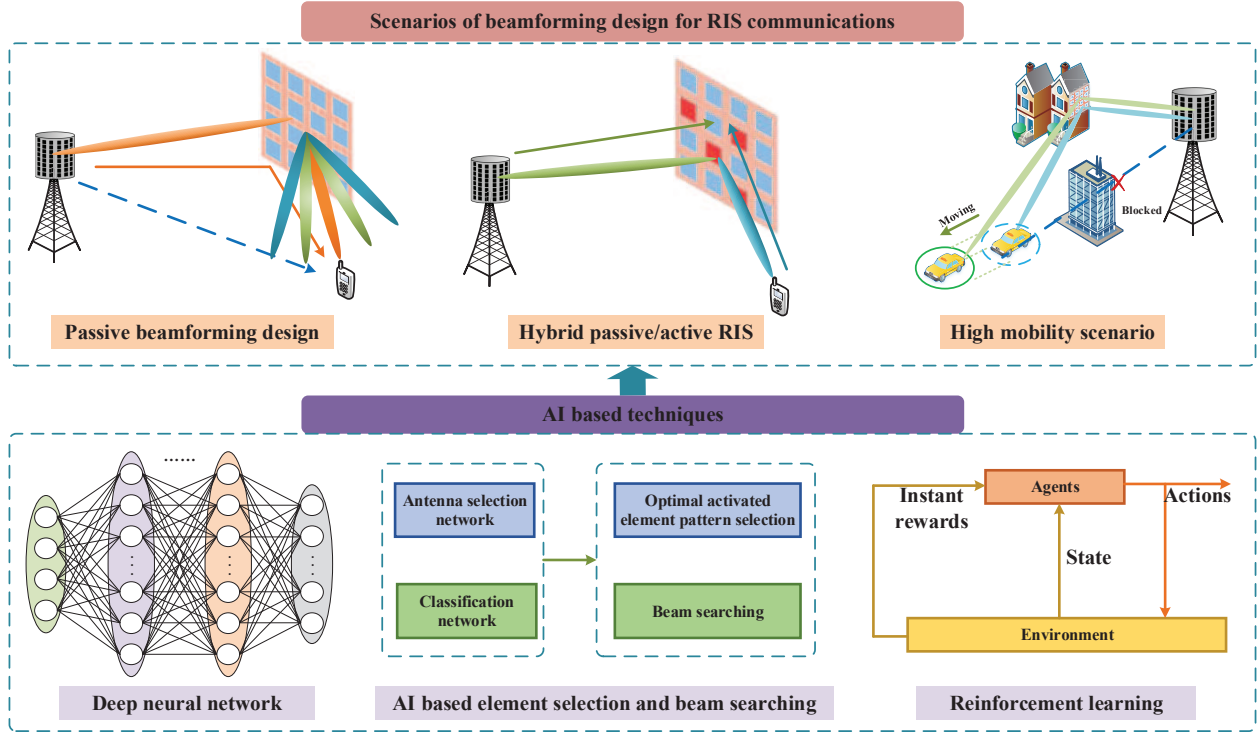 Scenarios of beamforming design for RIS communications
Moving
Blocked
Passive beamforming design
Hybrid passive/active RIS
High mobility scenario
AI based techniques
......
Antenna selection
network
Classification
network
Optimal activated
element pattern selection
Beam searching
Instant
rewards
Agents
Actions
State
Environment
Deep neural network
AI based element selection and beam searching
Reinforcement learning